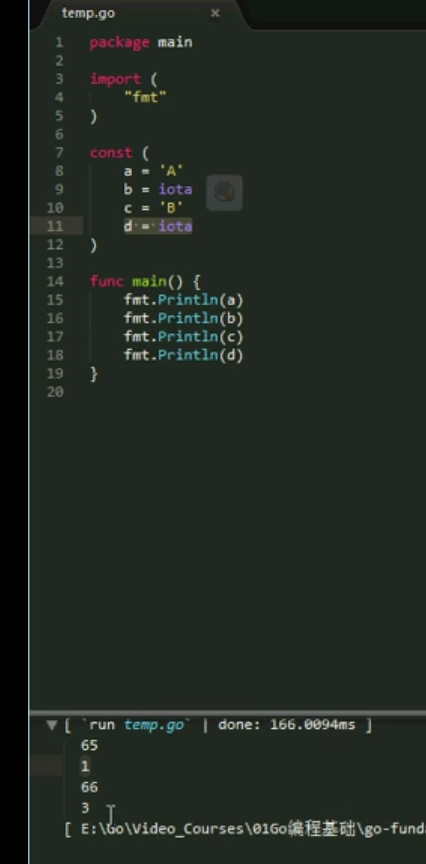 temp.go ×
1 package main
2
3 import (
4 "fmt"
5 )
6
7 const (
8 a = 'A'
9 b = iota
10 c = 'B'
11 d = iota
12 )
13
14 func main() {
15 fmt.Println(a)
16 fmt.Println(b)
17 fmt.Println(c)
18 fmt.Println(d)
19 }
20
▼ [ `run temp.go` | done: 166.0094ms ]
65
1
66
3
[ E:\Go\Video_Courses\01Go编程基础\go-funda